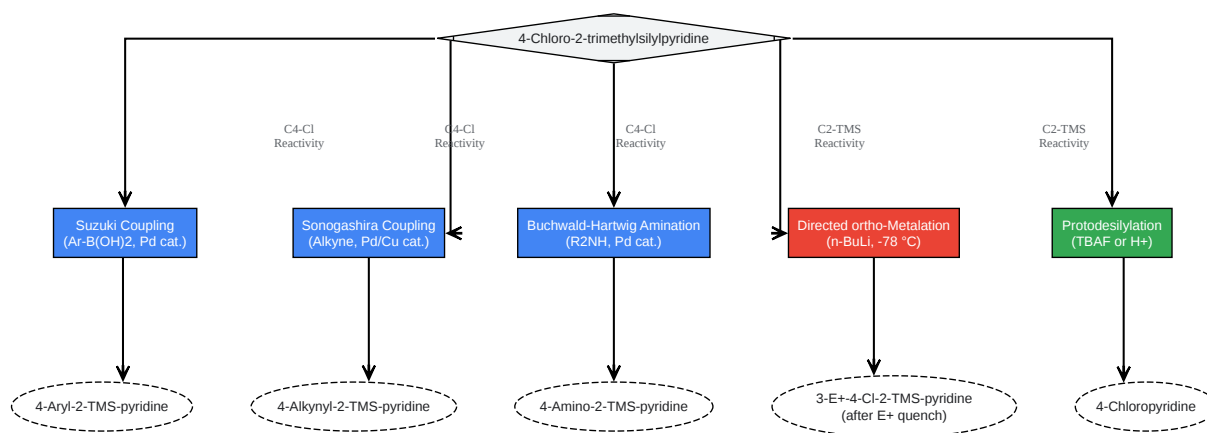 4-Chloro-2-trimethylsilylpyridine
C4-Cl
Reactivity
C4-Cl
Reactivity
C4-Cl
Reactivity
C2-TMS
Reactivity
C2-TMS
Reactivity
Suzuki Coupling
(Ar-B(OH)2, Pd cat.)
Sonogashira Coupling
(Alkyne, Pd/Cu cat.)
Buchwald-Hartwig Amination
(R2NH, Pd cat.)
Directed ortho-Metalation
(n-BuLi, -78 °C)
Protodesilylation
(TBAF or H+)
4-Aryl-2-TMS-pyridine
4-Alkynyl-2-TMS-pyridine
4-Amino-2-TMS-pyridine
3-E+-4-Cl-2-TMS-pyridine
(after E+ quench)
4-Chloropyridine